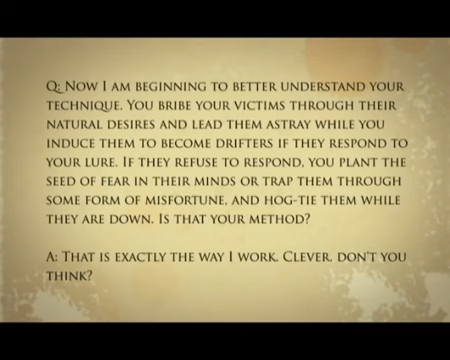 Q: Now I am beginning to better understand your
technique. You bribe your victims through their
natural desires and lead them astray while you
induce them to become drifters if they respond to
your lure. If they refuse to respond, you plant the
seed of fear in their minds or trap them through
some form of misfortune, and hog-tie them while
they are down. Is that your method?
A: That is exactly the way I work. Clever, don't you
think?